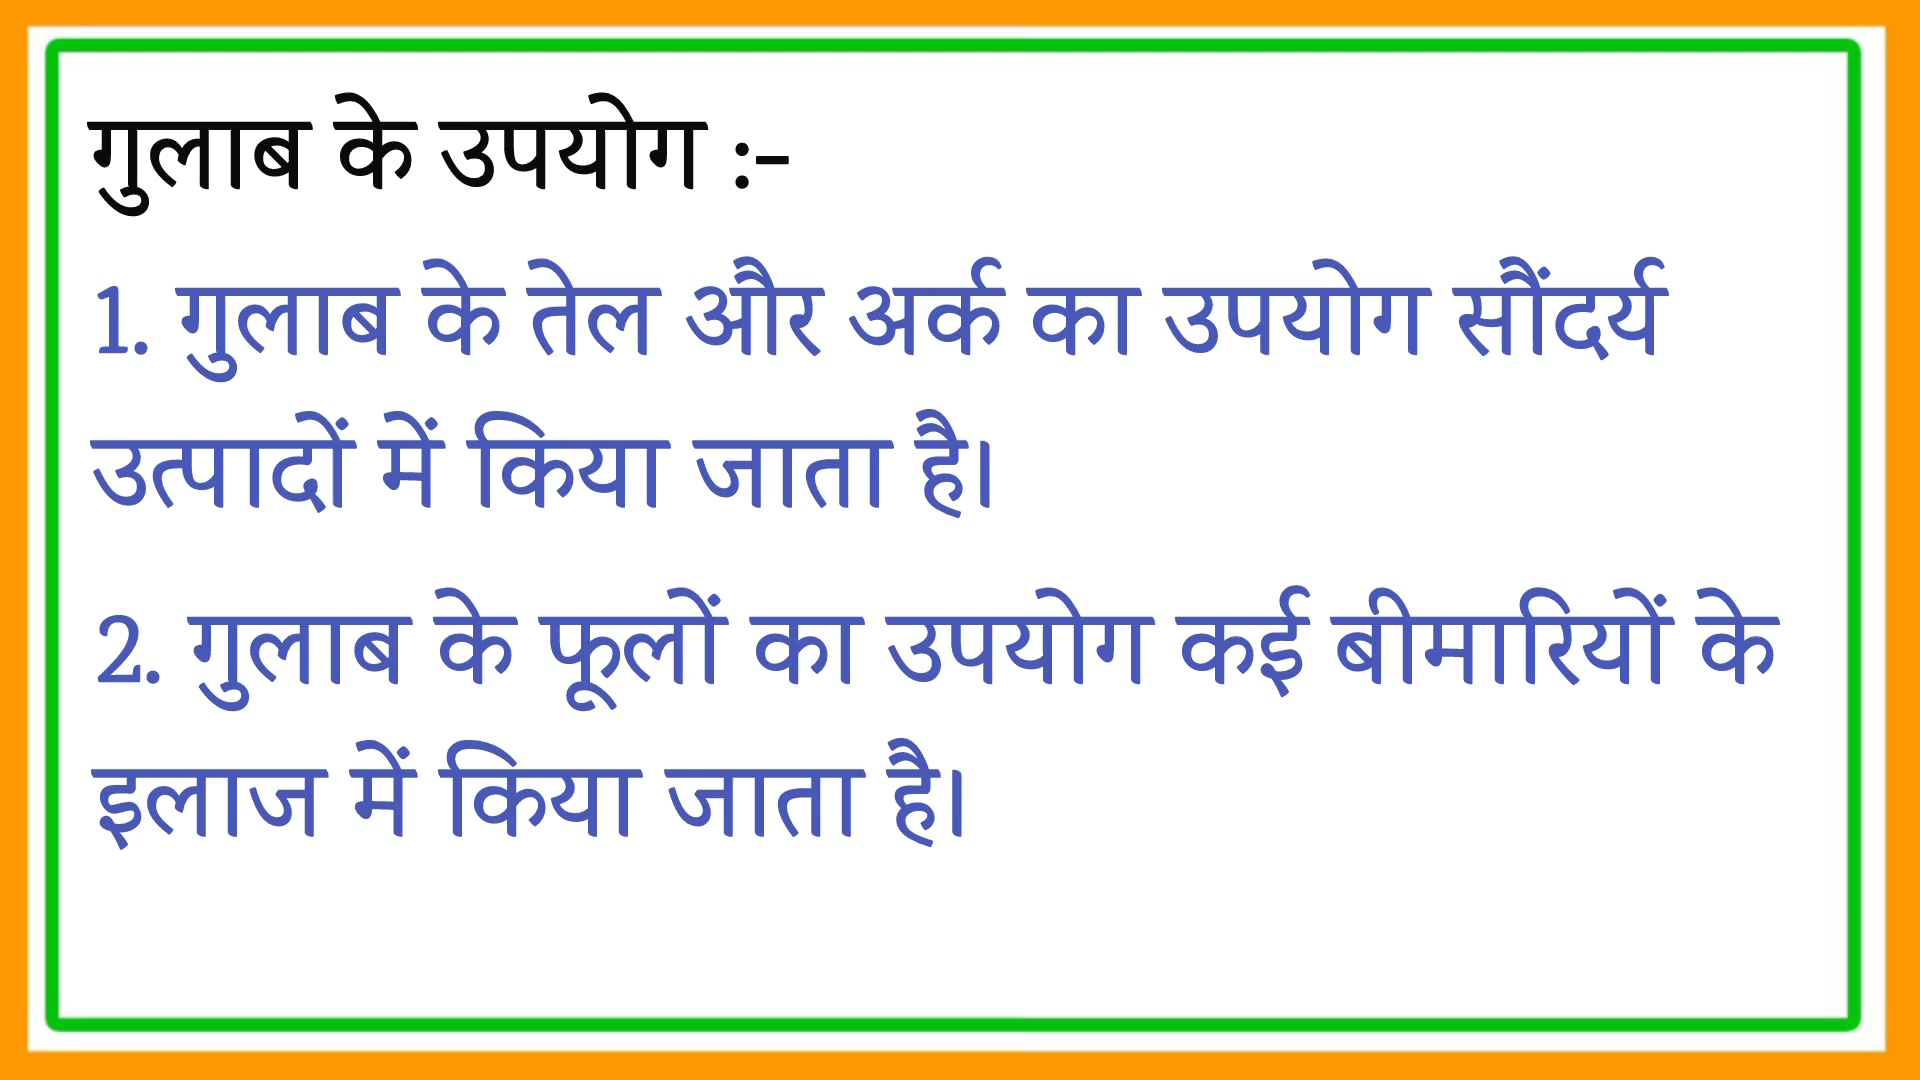 गुलाब के उपयोग :-
1. गुलाब के तेल और अर्क का उपयोग सौंदर्य
उत्पादों में किया जाता है।
2. गुलाब के फूलों का उपयोग कई बीमारियों के
इलाज में किया जाता है।